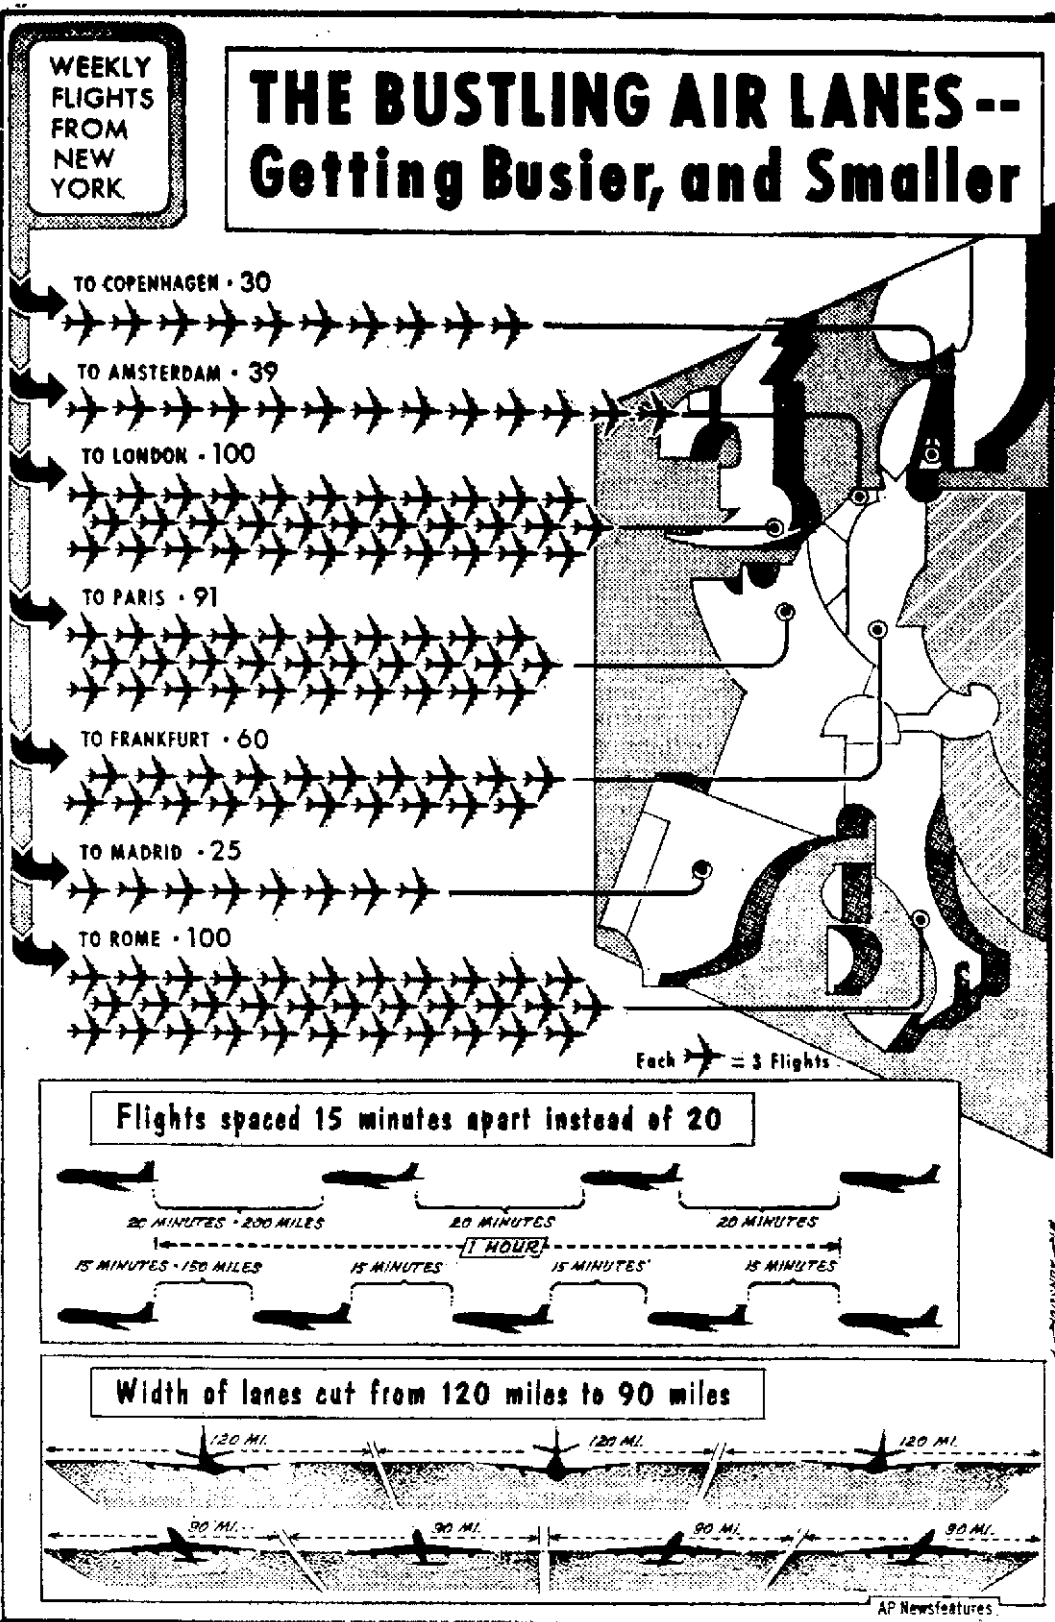 WEEKLY
FLIGHTS
FROM
NEW
YORK
THE BUSTLING AIR LANES--
Getting Busier, and Smaller
TO COPENHAGEN · 30
TO AMSTERDAM · 39
TO LONDON · 100
TO PARIS · 91
TO FRANKFURT · 60
TO MADRID · 25
TO ROME · 100
Each = 3 Flights
Flights spaced 15 minutes apart instead of 20
20 MINUTES · 200 MILES 20 MINUTES 20 MINUTES
1 HOUR
15 MINUTES · 150 MILES 15 MINUTES 15 MINUTES 15 MINUTES
Width of lanes cut from 120 miles to 90 miles
120 MI. 120 MI. 120 MI.
90 MI. 90 MI. 90 MI. 90 MI.
AP Newsfeatures